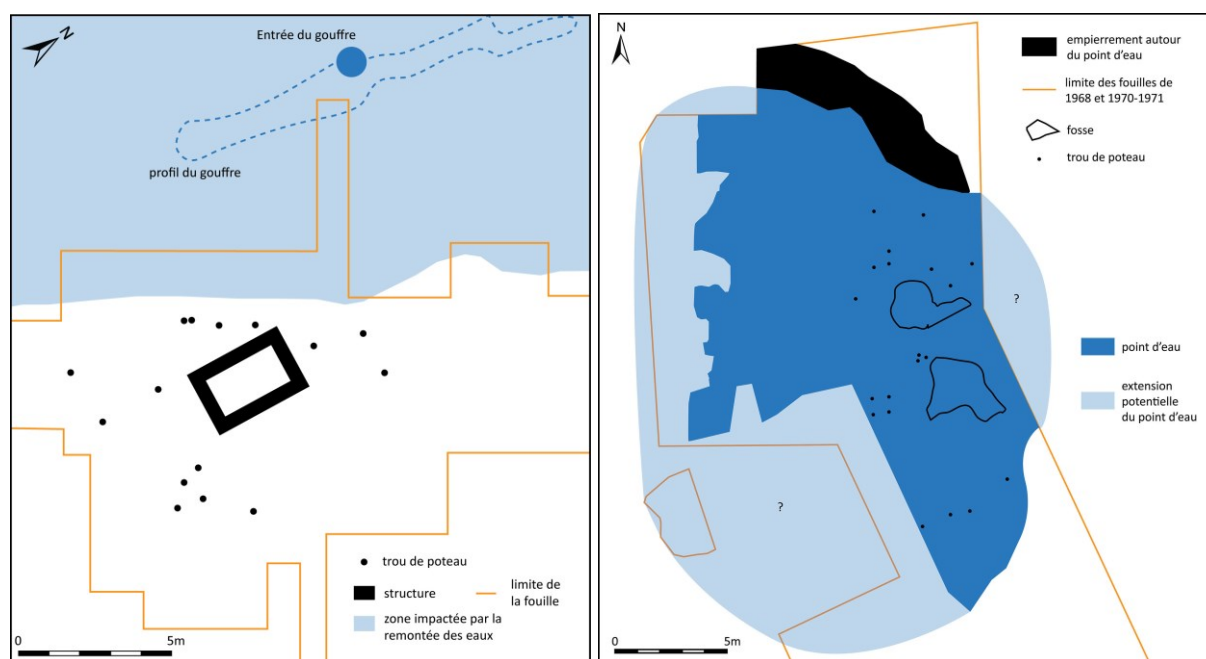 N
Entrée du gouffre
profil du gouffre
trou de poteau
structure
limite de
la fouille
zone impactée par la
remontée des eaux
0
5m
N
empierrement autour
du point d'eau
limite des fouilles de
1968 et 1970-1971
fosse
trou de poteau
?
point d'eau
extension
potentielle
du point d'eau
?
0
5m